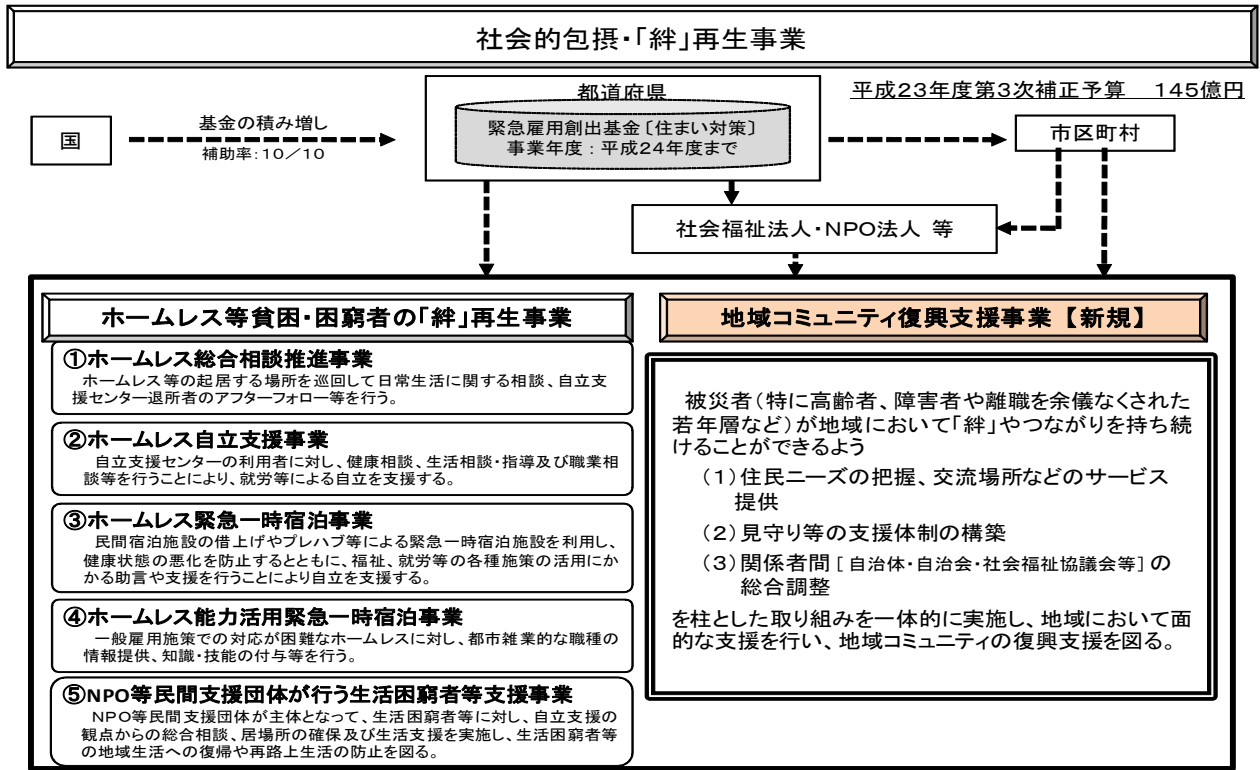 社会的包摂・「絆」再生事業
平成23年度第3次補正予算　145億円
国
基金の積み増し
補助率：10／10
都道府県
緊急雇用創出基金〔住まい対策〕
事業年度：平成24年度まで
市区町村
社会福祉法人・NPO法人 等
ホームレス等貧困・困窮者の「絆」再生事業
①ホームレス総合相談推進事業
ホームレス等の起居する場所を巡回して日常生活に関する相談、自立支
援センター退所者のアフターフォロー等を行う。
②ホームレス自立支援事業
自立支援センターの利用者に対し、健康相談、生活相談・指導及び職業相
談等を行うことにより、就労等による自立を支援する。
③ホームレス緊急一時宿泊事業
民間宿泊施設の借上げやプレハブ等による緊急一時宿泊施設を利用し、
健康状態の悪化を防止するとともに、福祉、就労等の各種施策の活用にか
かる助言や支援を行うことにより自立を支援する。
④ホームレス能力活用緊急一時宿泊事業
一般雇用施策での対応が困難なホームレスに対し、都市雑業的な職種の
情報提供、知識・技能の付与等を行う。
⑤NPO等民間支援団体が行う生活困窮者等支援事業
NPO等民間支援団体が主体となって、生活困窮者等に対し、自立支援の
観点からの総合相談、居場所の確保及び生活支援を実施し、生活困窮者等
の地域生活への復帰や再路上生活の防止を図る。
地域コミュニティ復興支援事業【新規】
被災者（特に高齢者、障害者や離職を余儀なくされた
若年層など）が地域において「絆」やつながりを持ち続
けることができるよう
（1）住民ニーズの把握、交流場所などのサービス
提供
（2）見守り等の支援体制の構築
（3）関係者間［自治体・自治会・社会福祉協議会等］の
総合調整
を柱とした取り組みを一体的に実施し、地域において面
的な支援を行い、地域コミュニティの復興支援を図る。